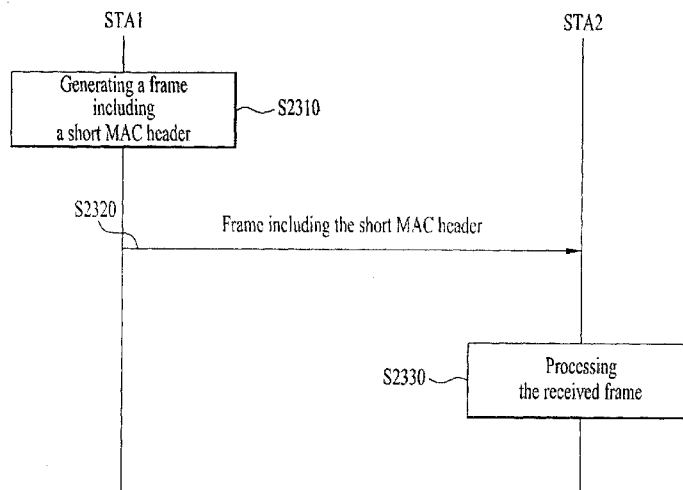 STA1
STA2
Generating a frame
including
a short MAC header
S2310
S2320
Frame including the short MAC header
Processing
the received frame
S2330